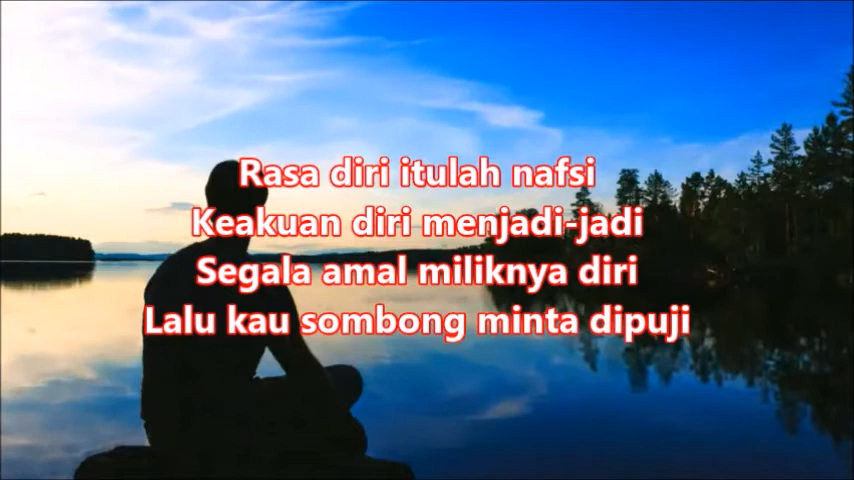 Rasa diri itulah nafsi
Keakuan diri menjadi-jadi
Segala amal miliknya diri
Lalu kau sombong minta dipuji